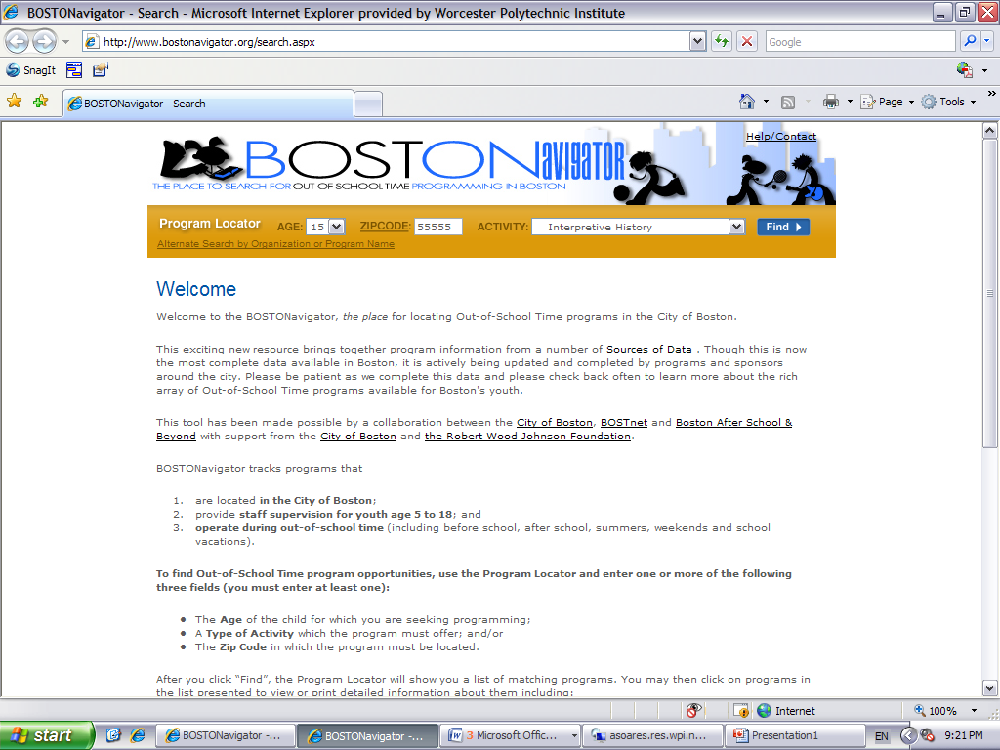 BOSTONavigator - Search - Microsoft Internet Explorer provided by Worcester Polytechnic Institute
http://www.bostonavigator.org/search.aspx
Google
SnagIt
BOSTONavigator - Search
Page
Tools
Help/Contact
BOSTONAVIGATOR
THE PLACE TO SEARCH FOR OUT-OF SCHOOL TIME PROGRAMMING IN BOSTON
Program Locator AGE: 15 ZIPCODE: 55555 ACTIVITY: Interpretive History Find
Alternate Search by Organization or Program Name
Welcome
Welcome to the BOSTONavigator, the place for locating Out-of-School Time programs in the City of Boston.
This exciting new resource brings together program information from a number of Sources of Data . Though this is now
the most complete data available in Boston, it is actively being updated and completed by programs and sponsors
around the city. Please be patient as we complete this data and please check back often to learn more about the rich
array of Out-of-School Time programs available for Boston's youth.
This tool has been made possible by a collaboration between the City of Boston, BOSTnet and Boston After School &
Beyond with support from the City of Boston and the Robert Wood Johnson Foundation.
BOSTONavigator tracks programs that
1. are located in the City of Boston;
2. provide staff supervision for youth age 5 to 18; and
3. operate during out-of-school time (including before school, after school, summers, weekends and school
vacations).
To find Out-of-School Time program opportunities, use the Program Locator and enter one or more of the following
three fields (you must enter at least one):
• The Age of the child for which you are seeking programming;
• A Type of Activity which the program must offer; and/or
• The Zip Code in which the program must be located.
After you click “Find”, the Program Locator will show you a list of matching programs. You may then click on programs in
the list presented to view or print detailed information about them including:
Internet
100%
start
BOSTONavigator -...
BOSTONavigator -...
3 Microsoft Offic...
asoares.res.wpi.n...
Presentation1
EN
9:21 PM